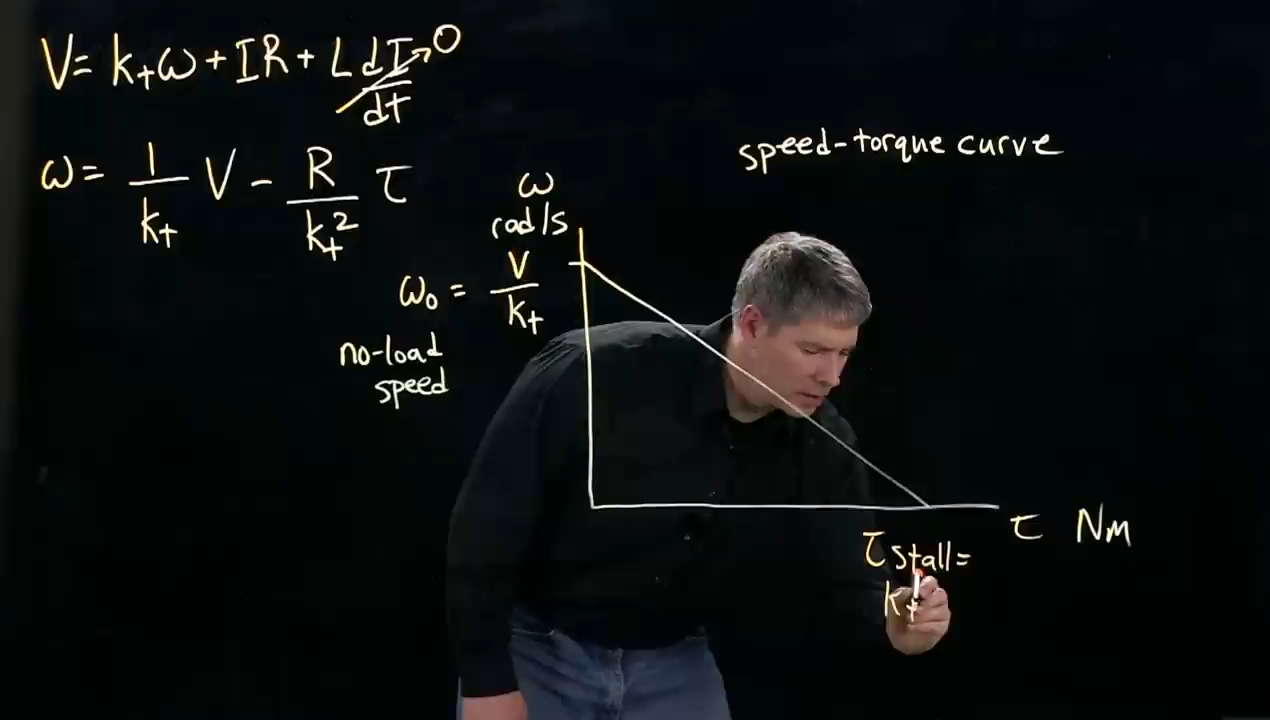 V = k_t ω + IR + L dI/dt → 0
ω = 1/k_t V - R/k_t² τ
speed-torque curve
ω
rad/s
ω₀ = V/k_t
no-load
speed
τ Nm
τ stall =
k_t